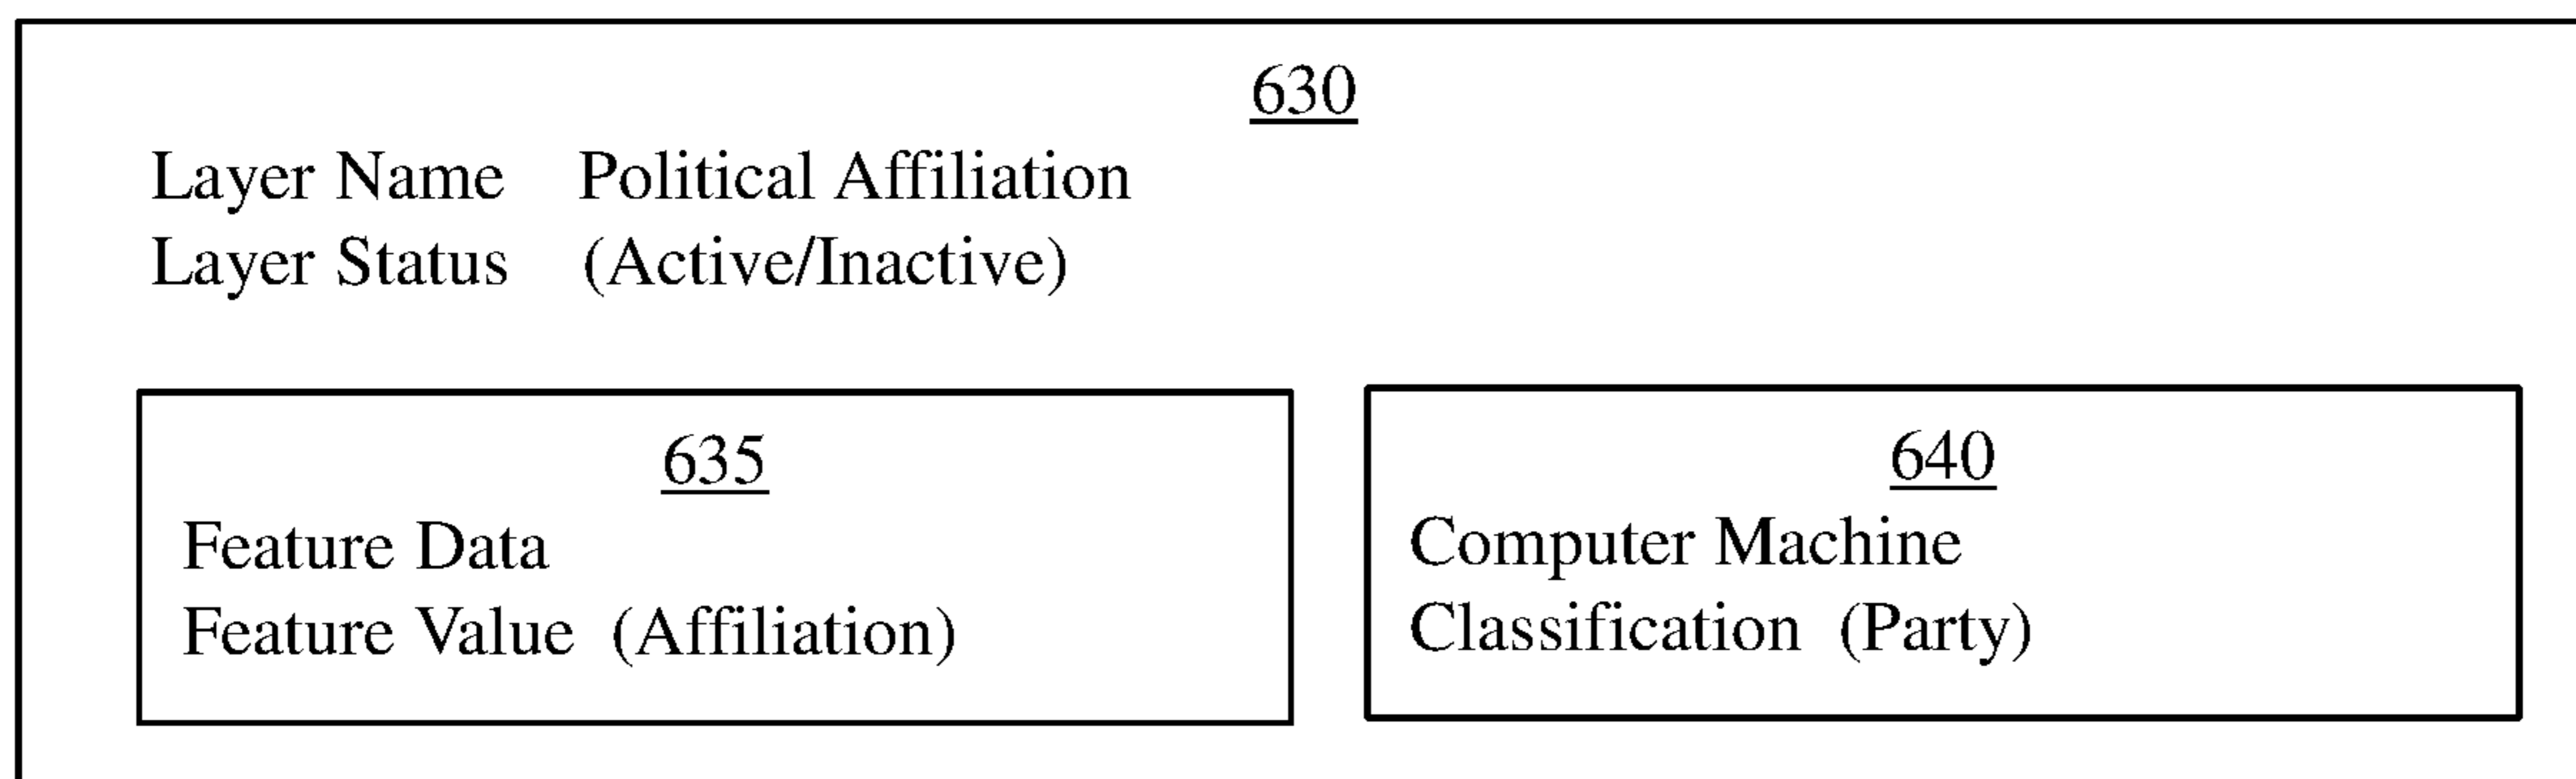 630
Layer Name Political Affiliation
Layer Status (Active/Inactive)
635
Feature Data
Feature Value (Affiliation)
640
Computer Machine
Classification (Party)